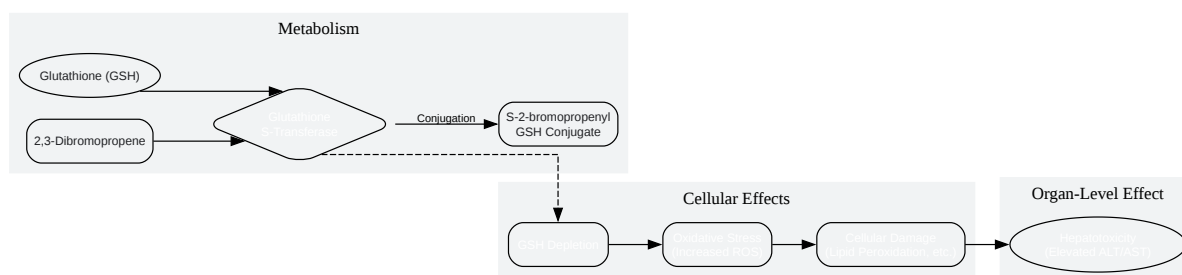 Metabolism
Glutathione (GSH)
2,3-Dibromopropene
Glutathione
S-Transferase
Conjugation
S-2-bromopropenyl
GSH Conjugate
Cellular Effects
GSH Depletion
Oxidative Stress
(Increased ROS)
Cellular Damage
(Lipid Peroxidation, etc.)
Organ-Level Effect
Hepatotoxicity
(Elevated ALT/AST)